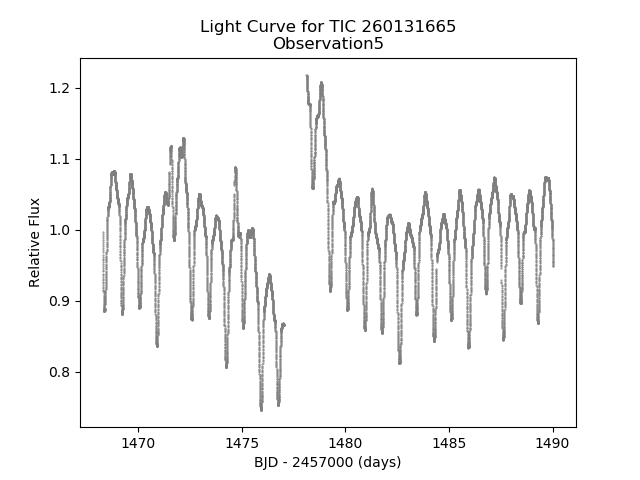 Light Curve for TIC 260131665
Observation5
Relative Flux
1.2
1.1
1.0
0.9
0.8
1470
1475
1480
1485
1490
BJD - 2457000 (days)